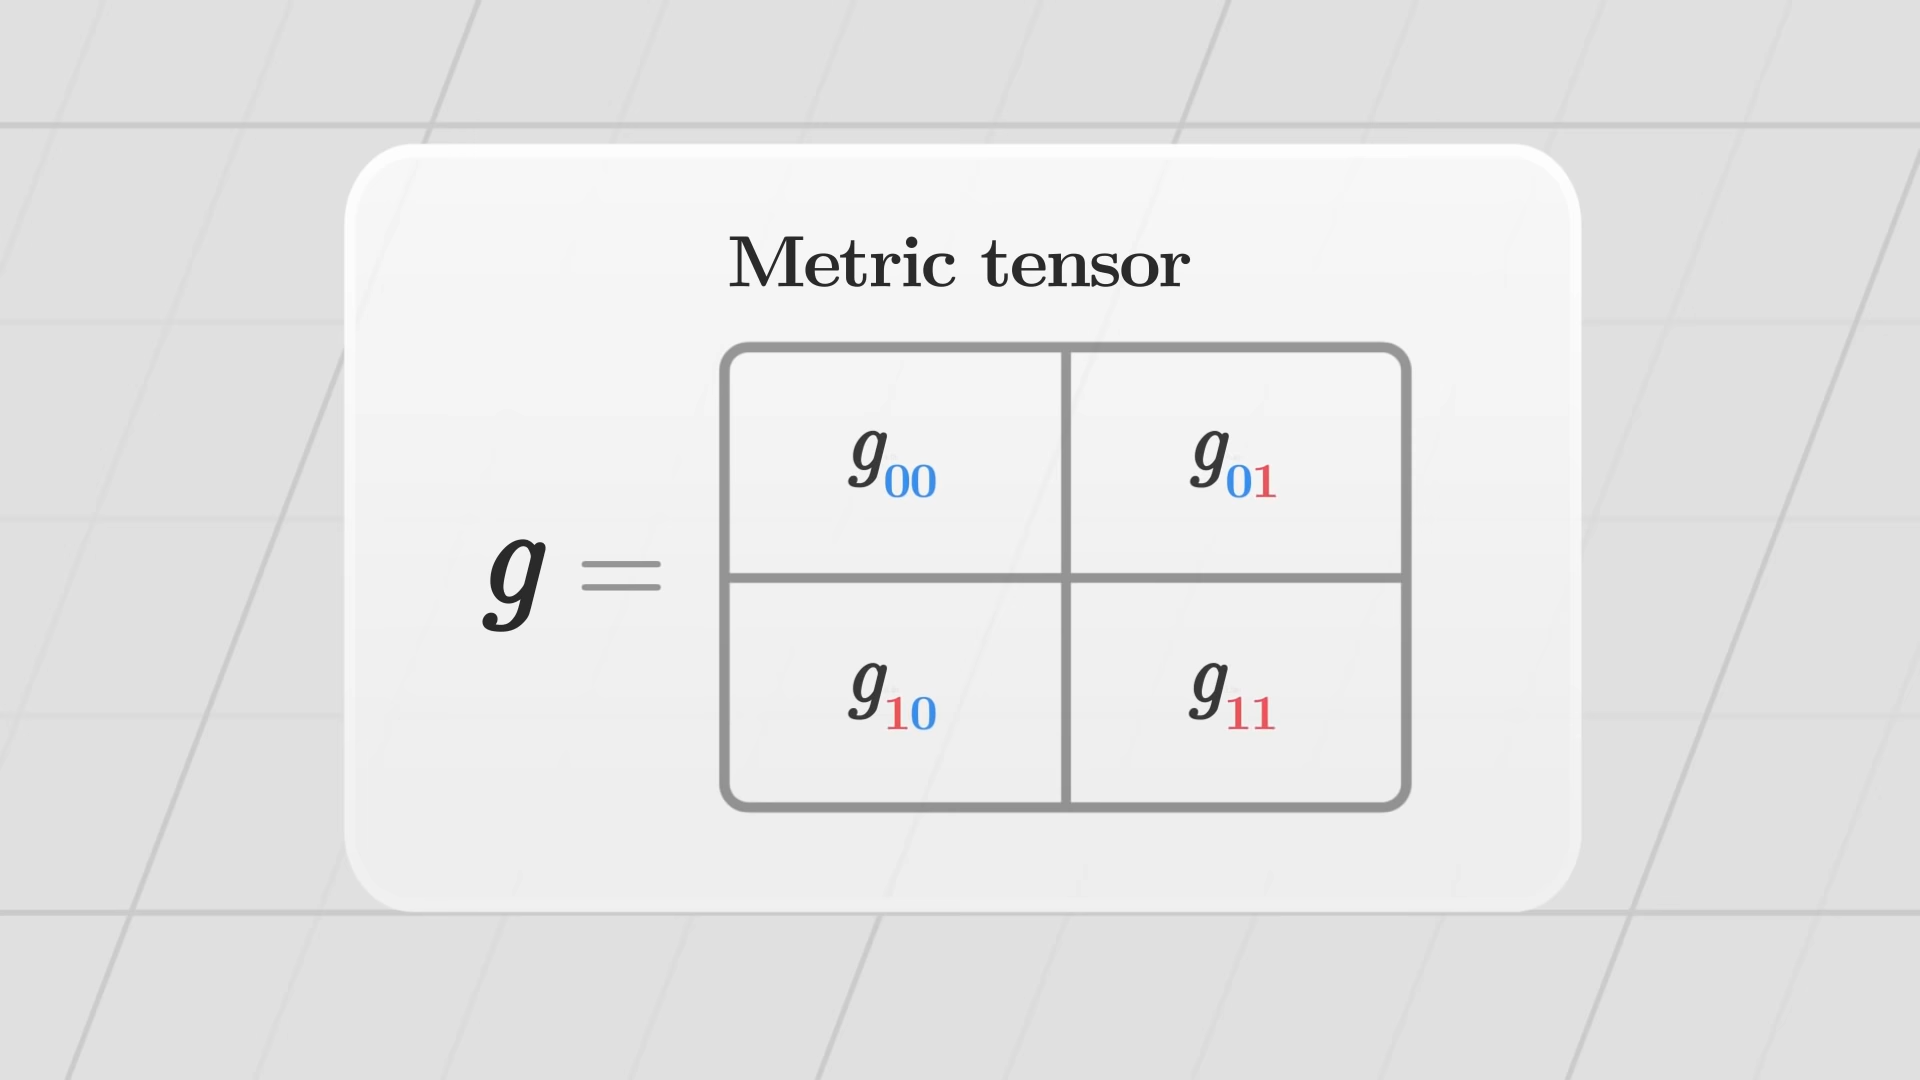 Metric tensor
g =
g₀₀ g₀₁
g₁₀ g₁₁